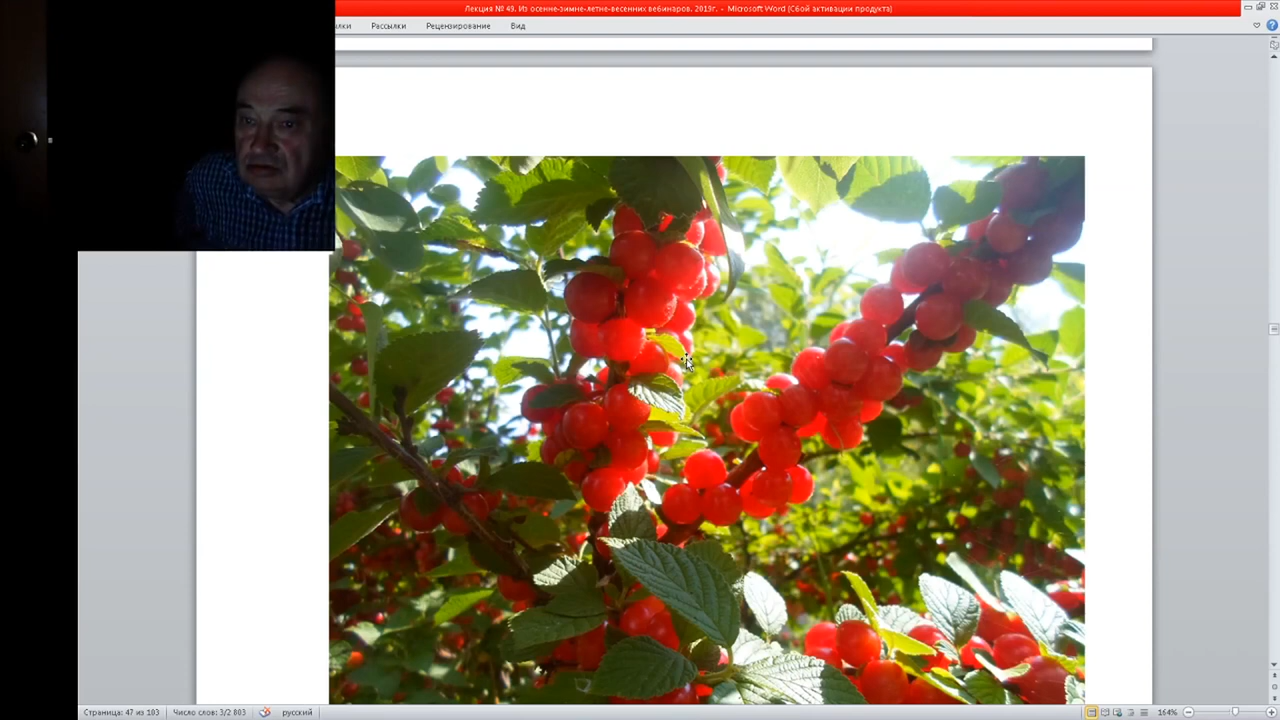 Лекция № 49. Из осенне-зимне-летне-весенних вебинаров. 2019г. - Microsoft Word (Сбой активации продукта)
лки Рассылки Рецензирование Вид
Страница: 47 из 103 Число слов: 3/2 803 русский 164%